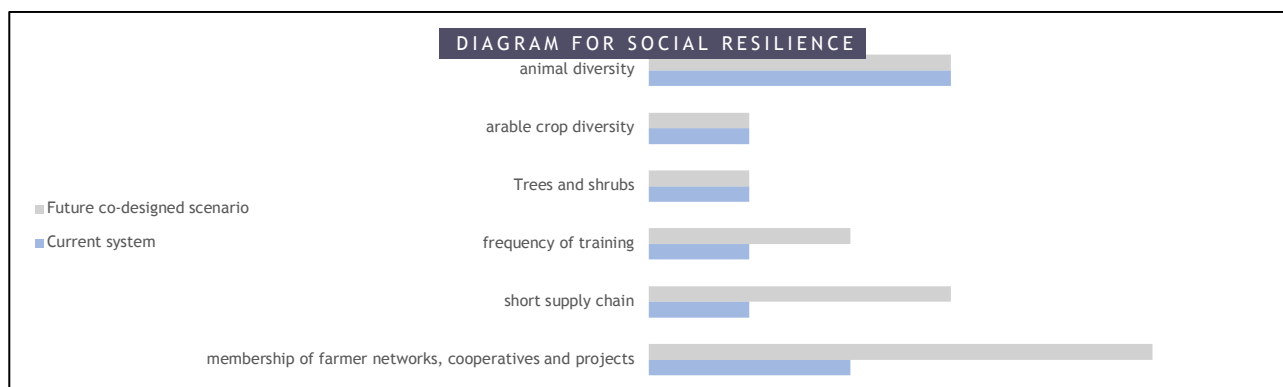 DIAGRAM FOR SOCIAL RESILIENCE
animal diversity
arable crop diversity
Trees and shrubs
Future co-designed scenario
Current system
frequency of training
short supply chain
membership of farmer networks, cooperatives and projects